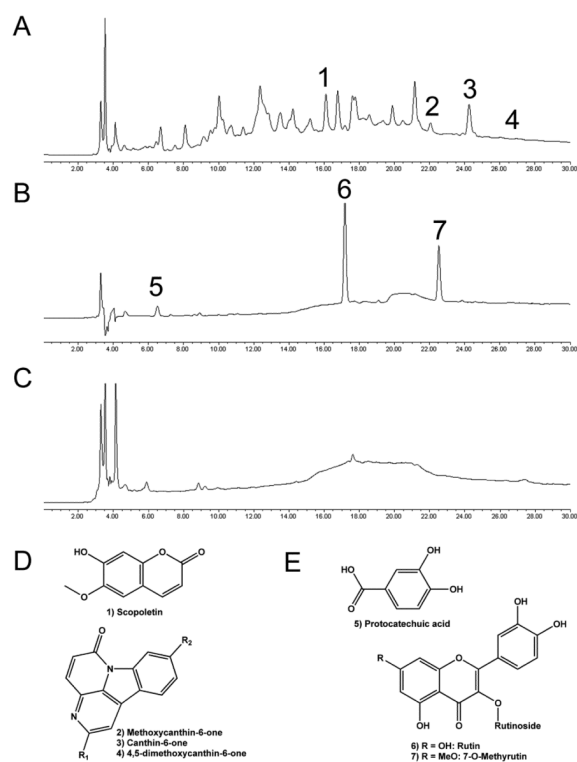 A
1
2
3
4
2.00 4.00 6.00 8.00 10.00 12.00 14.00 16.00 18.00 20.00 22.00 24.00 26.00 28.00 30.00
B
5
6
7
2.00 4.00 6.00 8.00 10.00 12.00 14.00 16.00 18.00 20.00 22.00 24.00 26.00 28.00 30.00
C
2.00 4.00 6.00 8.00 10.00 12.00 14.00 16.00 18.00 20.00 22.00 24.00 26.00 28.00 30.00
D
HO O O
O
1) Scopoletin
O
R2
N
N
R1
2) Methoxycanthin-6-one
3) Canthin-6-one
4) 4,5-dimethoxycanthin-6-one
E
OH
HO
OH
O
5) Protocatechuic acid
OH
OH
R O
O
OH O Rutinoside
6) R = OH: Rutin
7) R = MeO: 7-O-Methyrutin